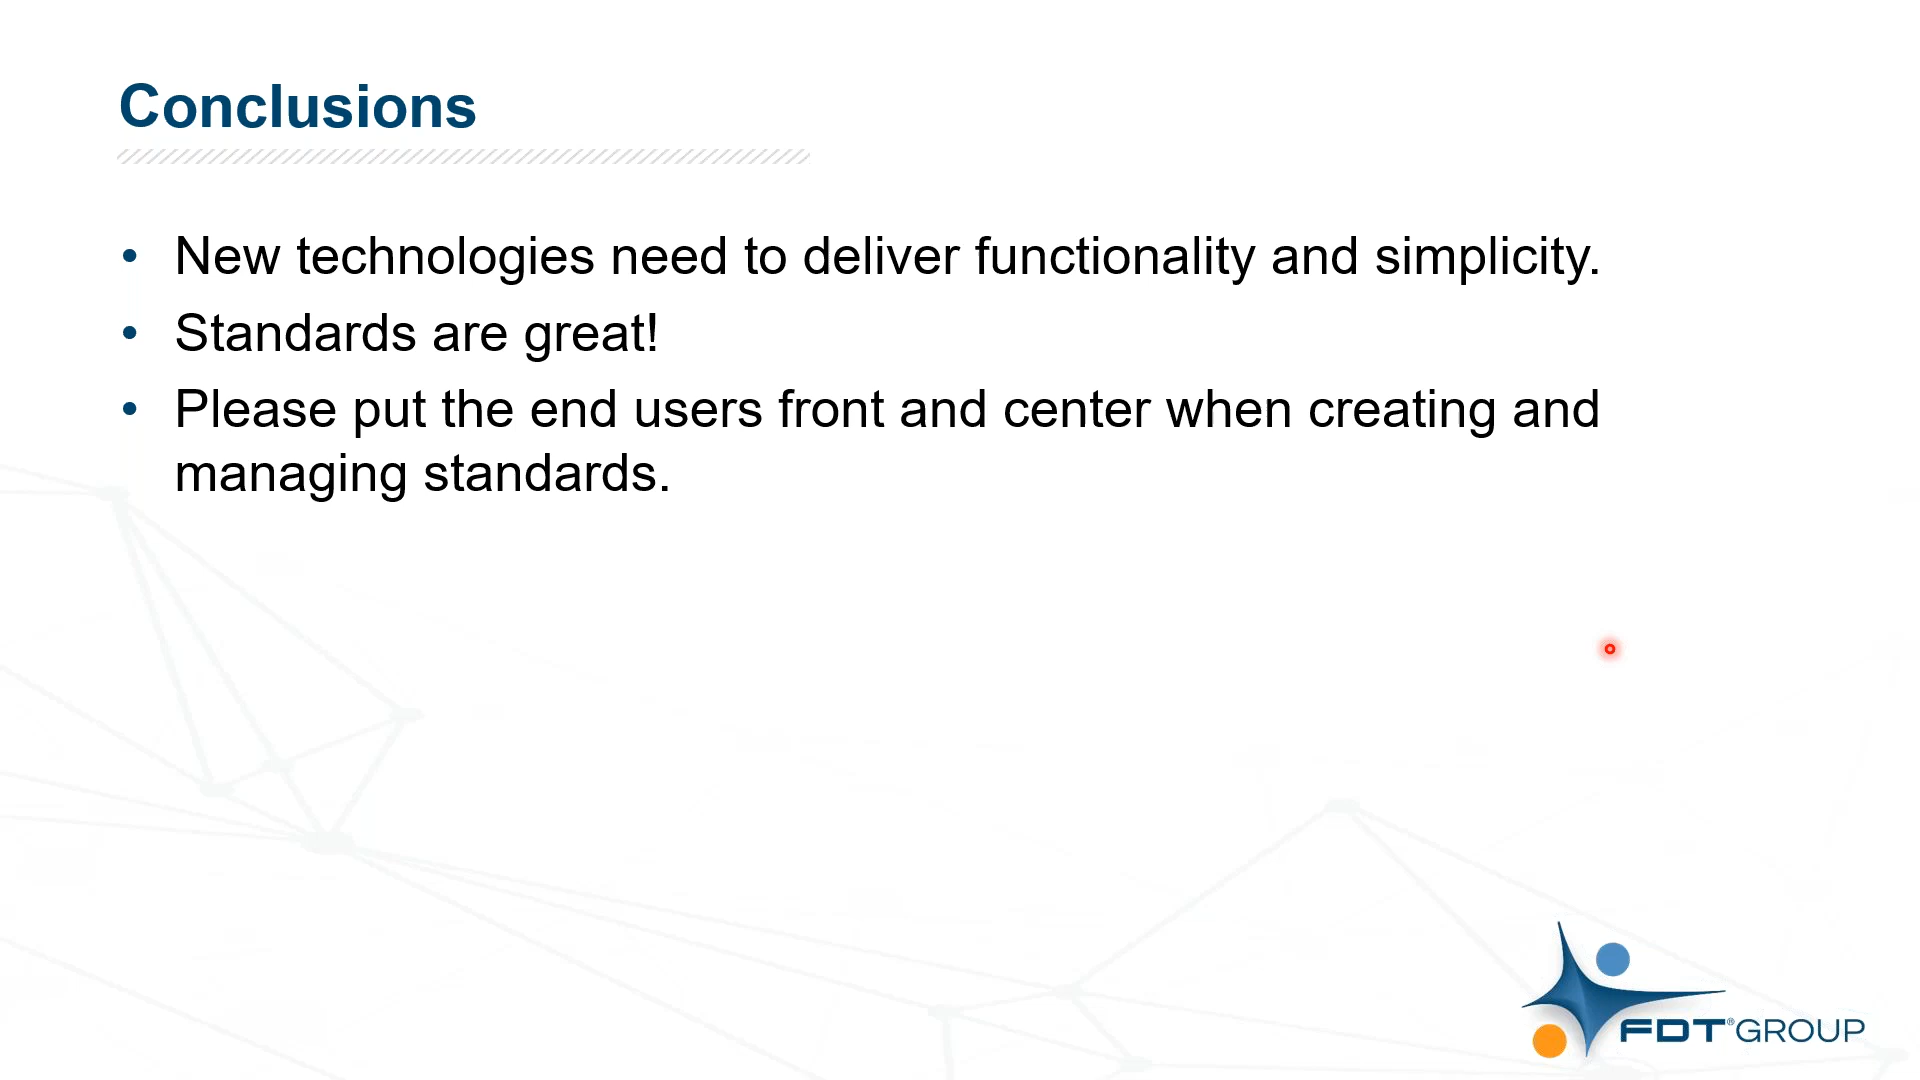 Conclusions
• New technologies need to deliver functionality and simplicity.
• Standards are great!
• Please put the end users front and center when creating and
managing standards.
FDT® GROUP